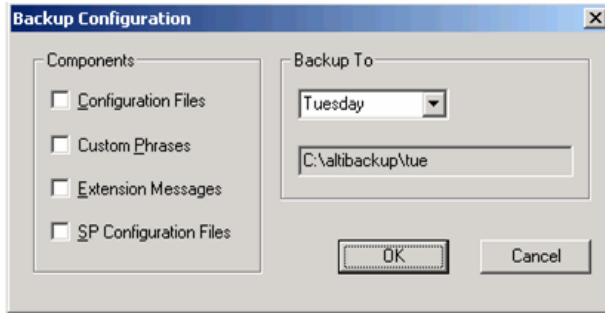 Backup Configuration
Components
Configuration Files
Custom Phrases
Extension Messages
SP Configuration Files
Backup To
Tuesday
C:\altibackup\tue
OK
Cancel